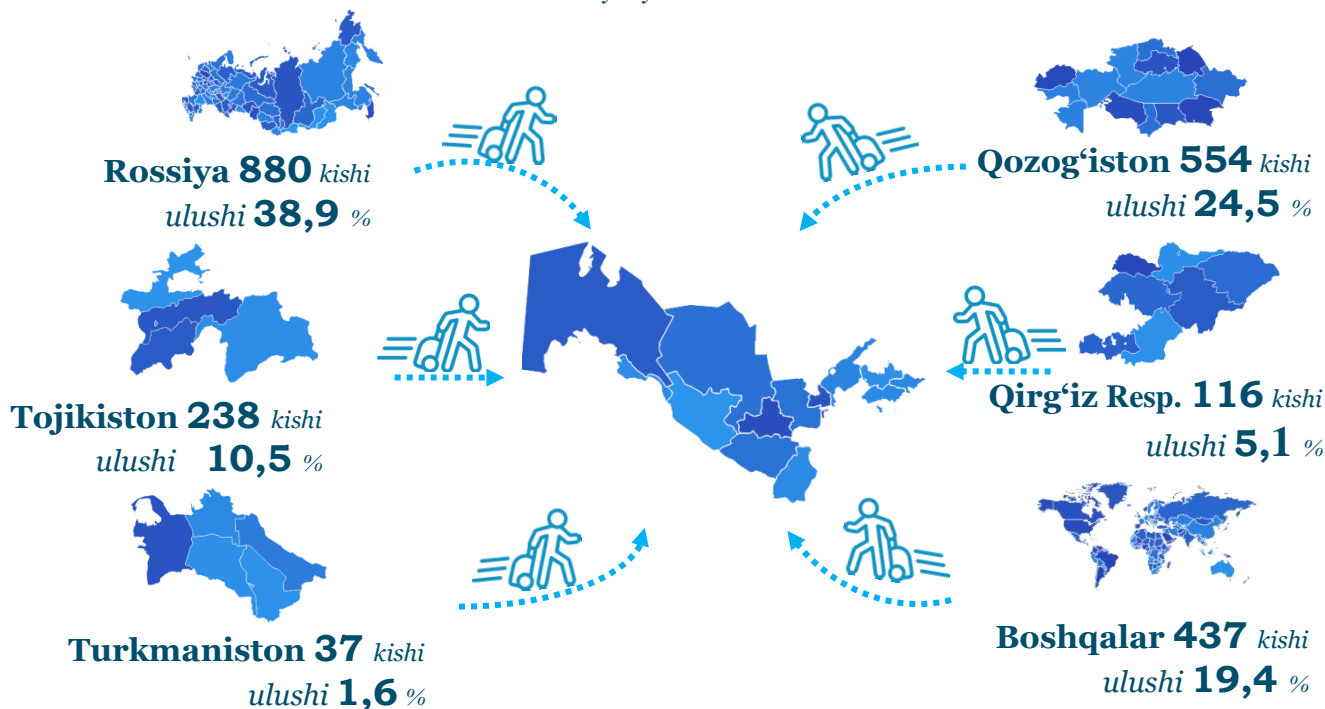 Rossiya 880 kishi
ulushi 38,9 %
Qozog‘iston 554 kishi
ulushi 24,5 %
Tojikiston 238 kishi
ulushi 10,5 %
Qirg‘iz Resp. 116 kishi
ulushi 5,1 %
Turkmaniston 37 kishi
ulushi 1,6 %
Boshqalar 437 kishi
ulushi 19,4 %